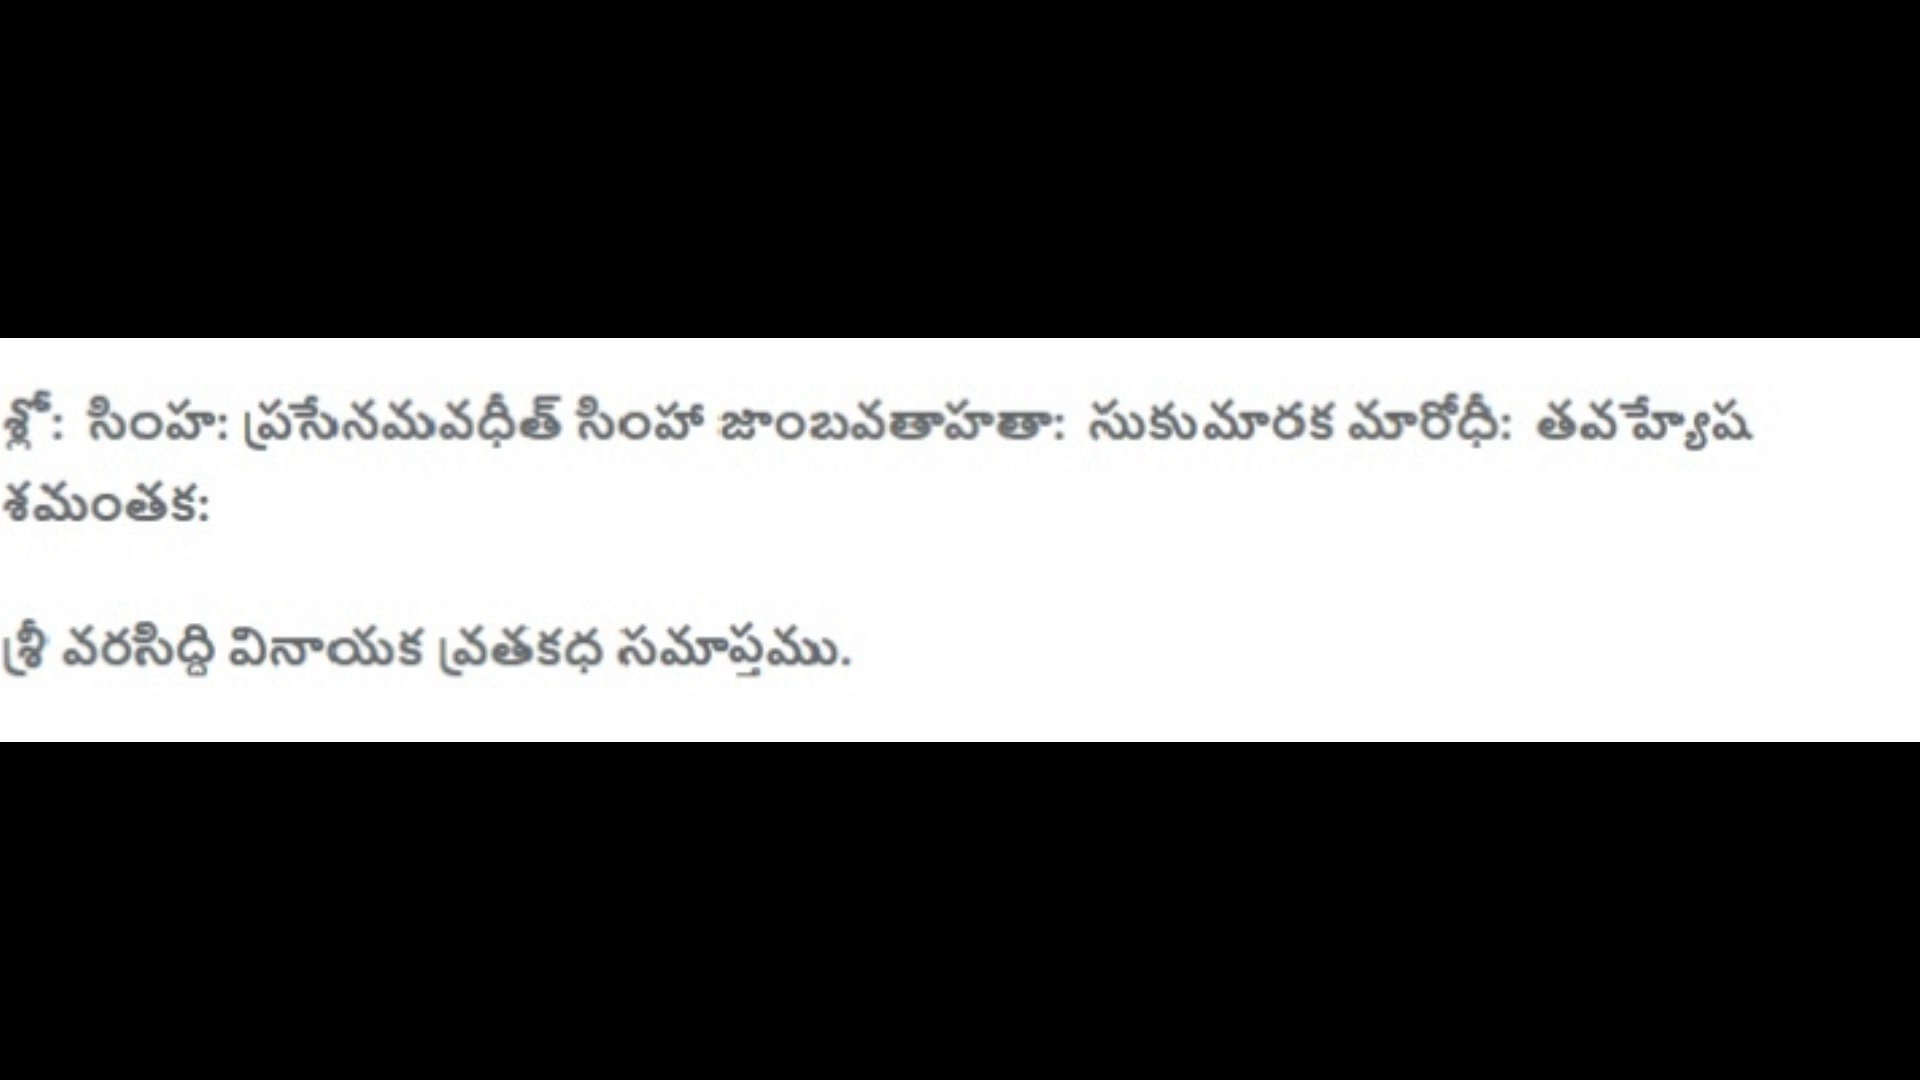 శ్లో: సింహ: ప్రసేనమవధీత్ సింహా జాంబవతాహతా: సుకుమారక మారోధీ: తవహ్యేష
శమంతక:
శ్రీ వరసిద్ది వినాయక వ్రతకధ సమాప్తము.